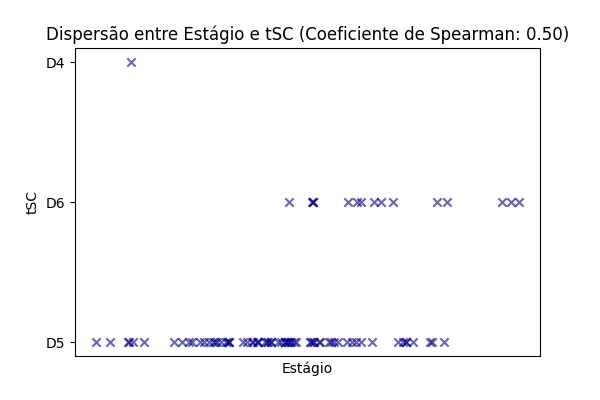 Dispersão entre Estágio e tSC (Coeficiente de Spearman: 0.50)
D4
D6
D5
tSC
Estágio